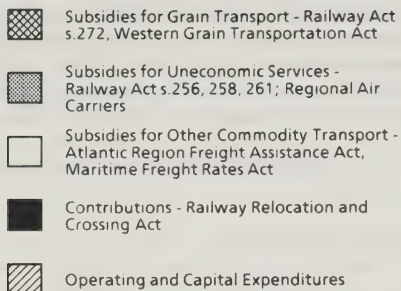 Subsidies for Grain Transport - Railway Act
s.272, Western Grain Transportation Act
Subsidies for Uneconomic Services -
Railway Act s.256, 258, 261; Regional Air
Carriers
Subsidies for Other Commodity Transport -
Atlantic Region Freight Assistance Act,
Maritime Freight Rates Act
Contributions - Railway Relocation and
Crossing Act
Operating and Capital Expenditures